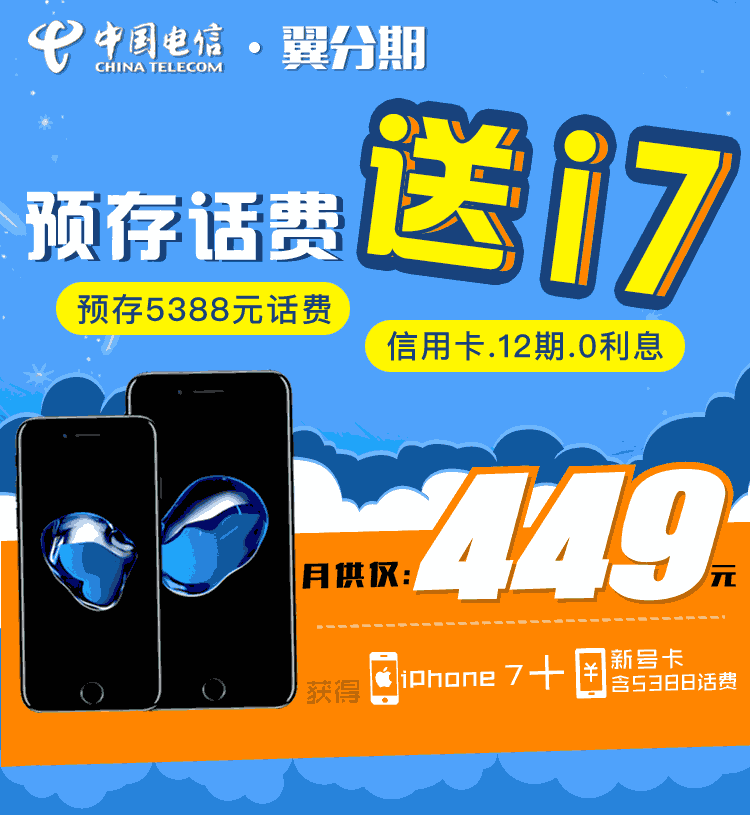 中国电信·翼分期
CHINA TELECOM
送i7
预存话费
预存5388元话费
信用卡.12期.0利息
449
月供仅:元
获得 iphone 7+ ¥ 新号卡
含5388话费